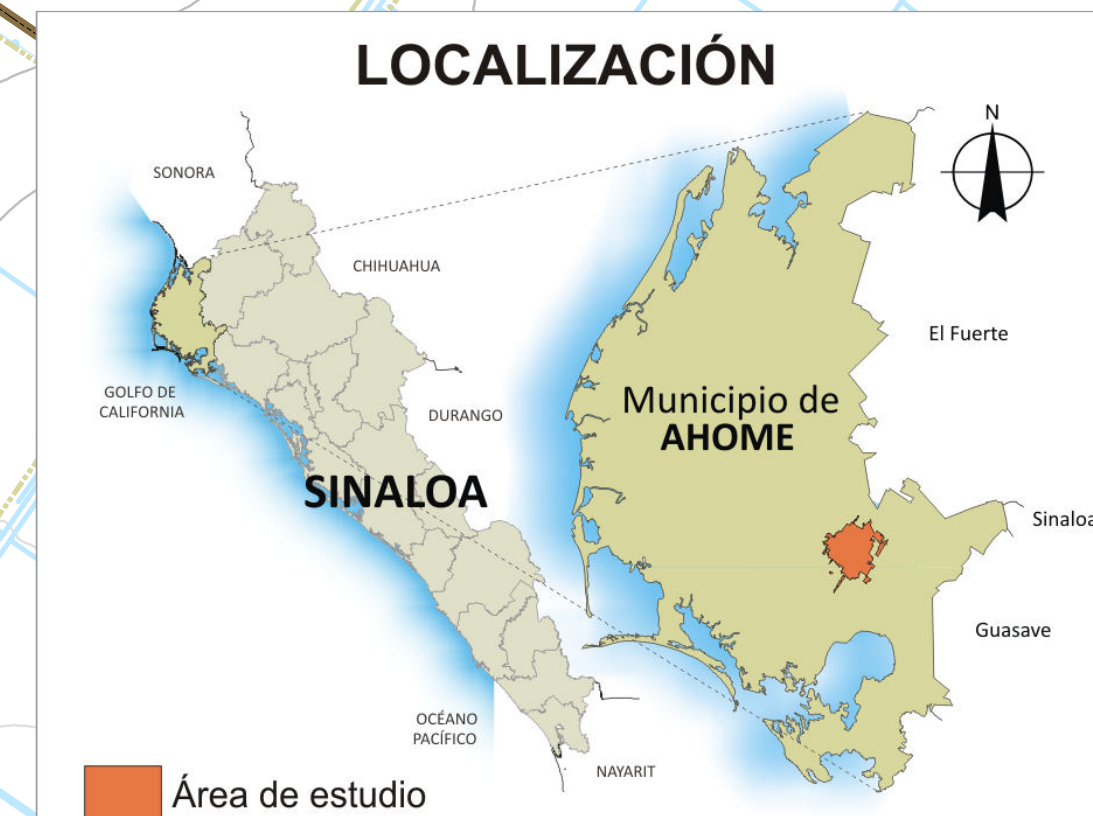 LOCALIZACIÓN
N
SONORA
CHIHUAHUA
El Fuerte
GOLFO DE
CALIFORNIA
DURANGO
Municipio de
AHOME
SINALOA
Sinaloa
Guasave
OCÉANO
PACÍFICO
NAYARIT
Área de estudio